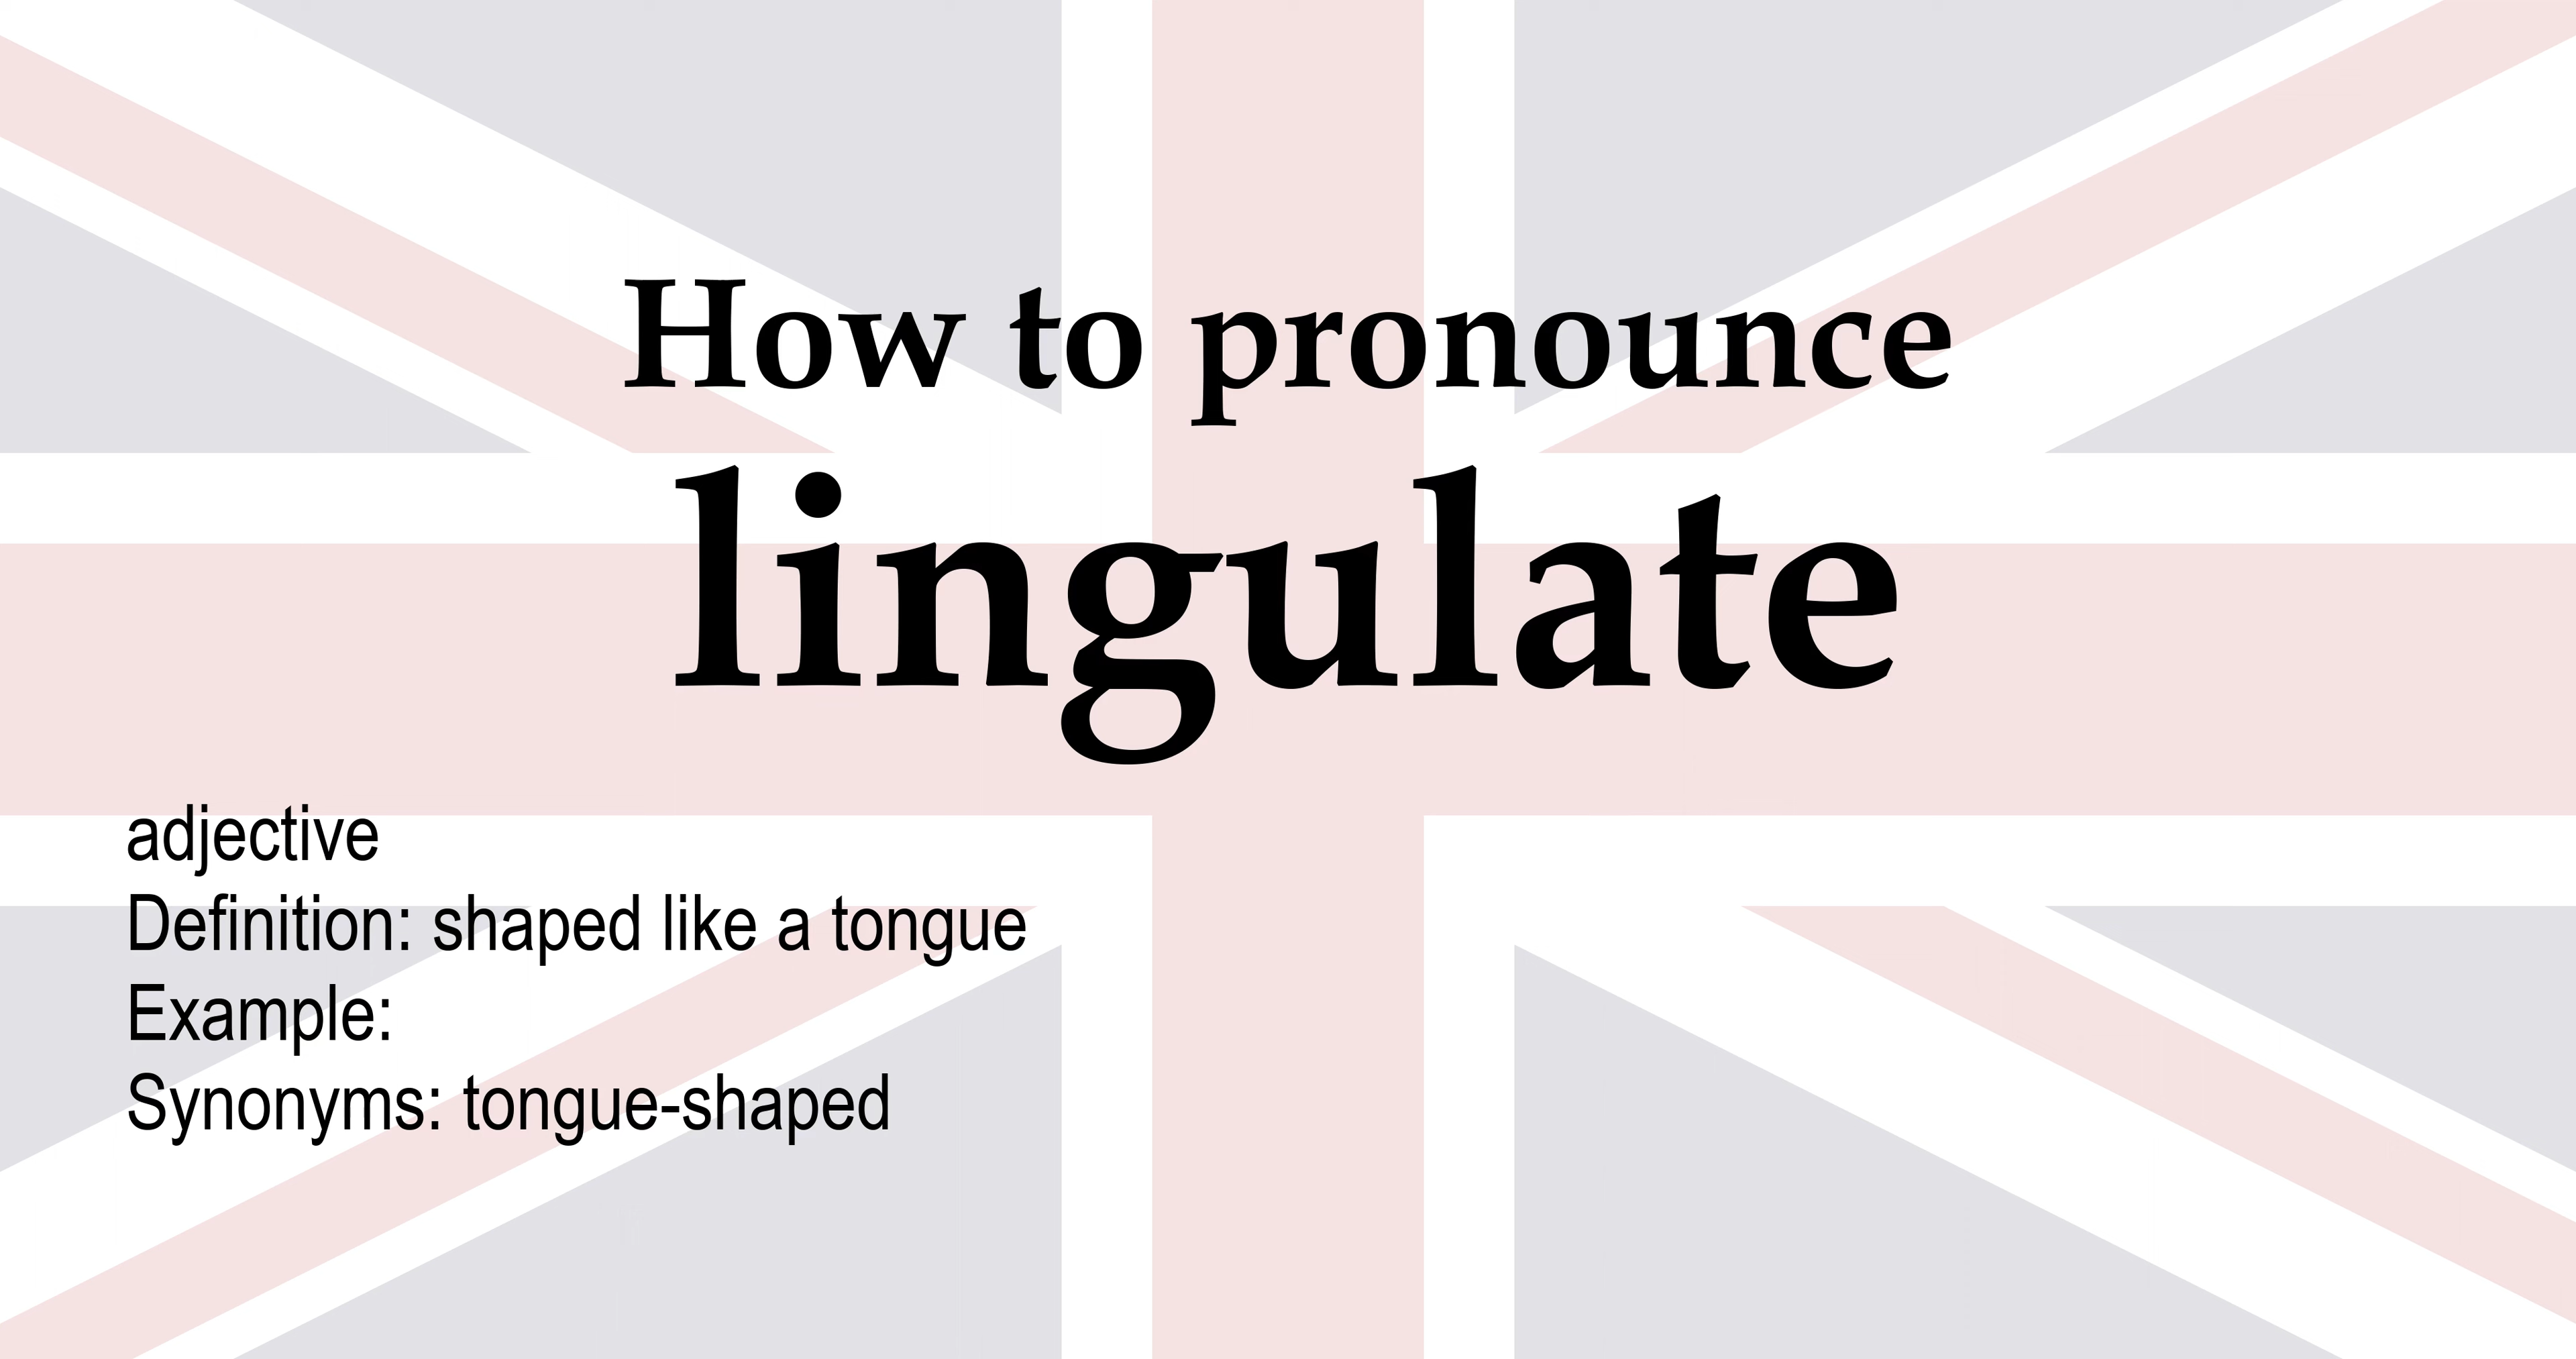 How to pronounce
lingulate
adjective
Definition: shaped like a tongue
Example:
Synonyms: tongue-shaped